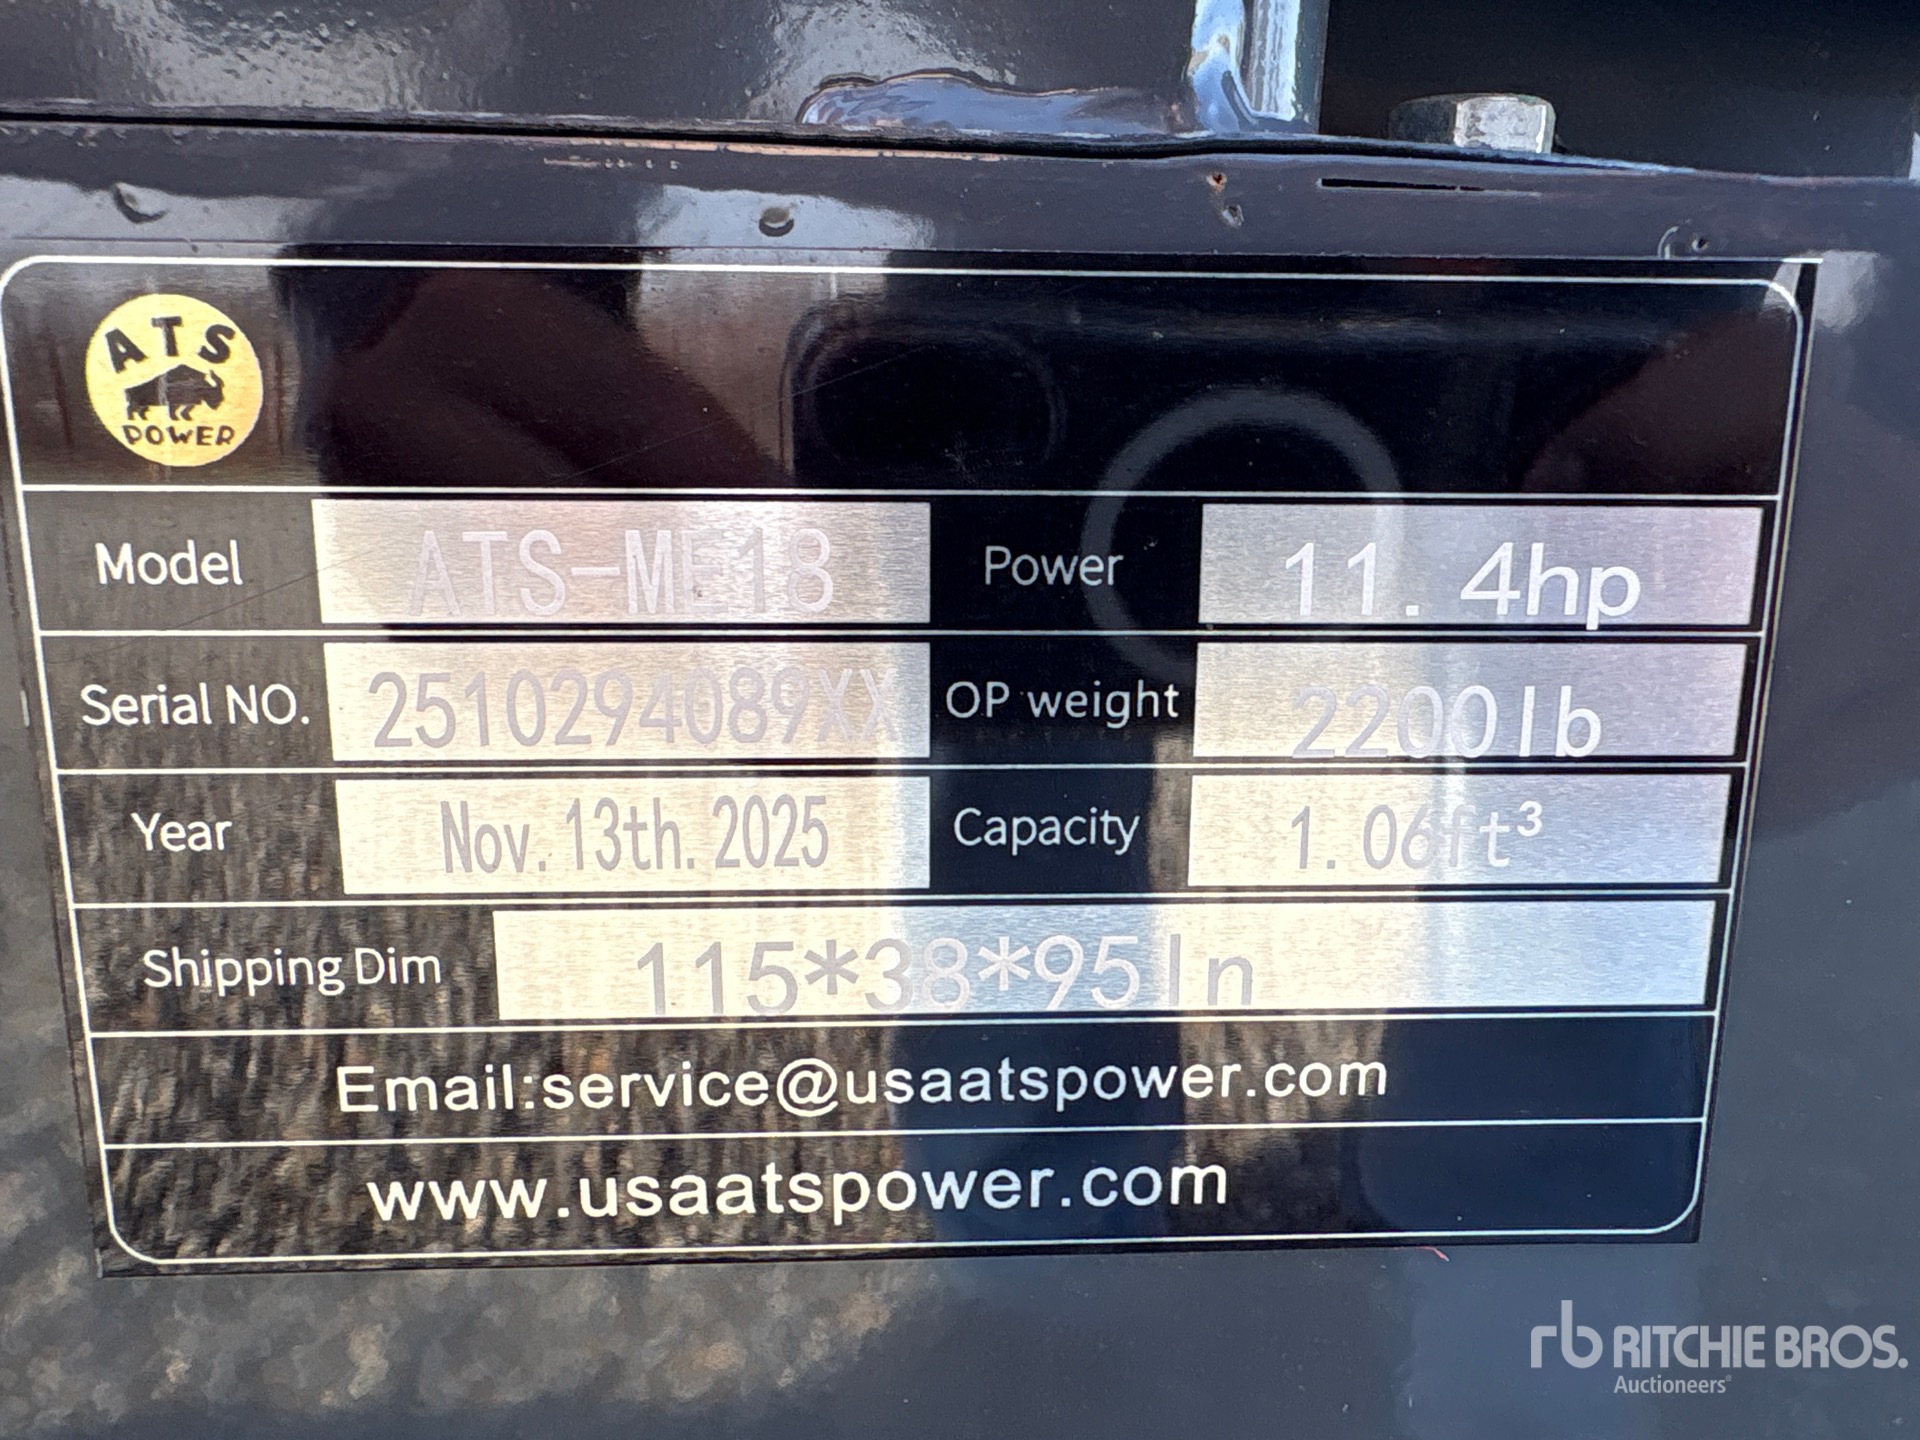 ATS
POWER
Model ATS-ME18 Power 11.4hp
Serial NO. 2510294089XX OP weight 2200lb
Year Nov.13th.2025 Capacity 1.06ft³
Shipping Dim 115*38*95In
Email:service@usaatspower.com
www.usaatspower.com
rb RITCHIE BROS.
Auctioneers